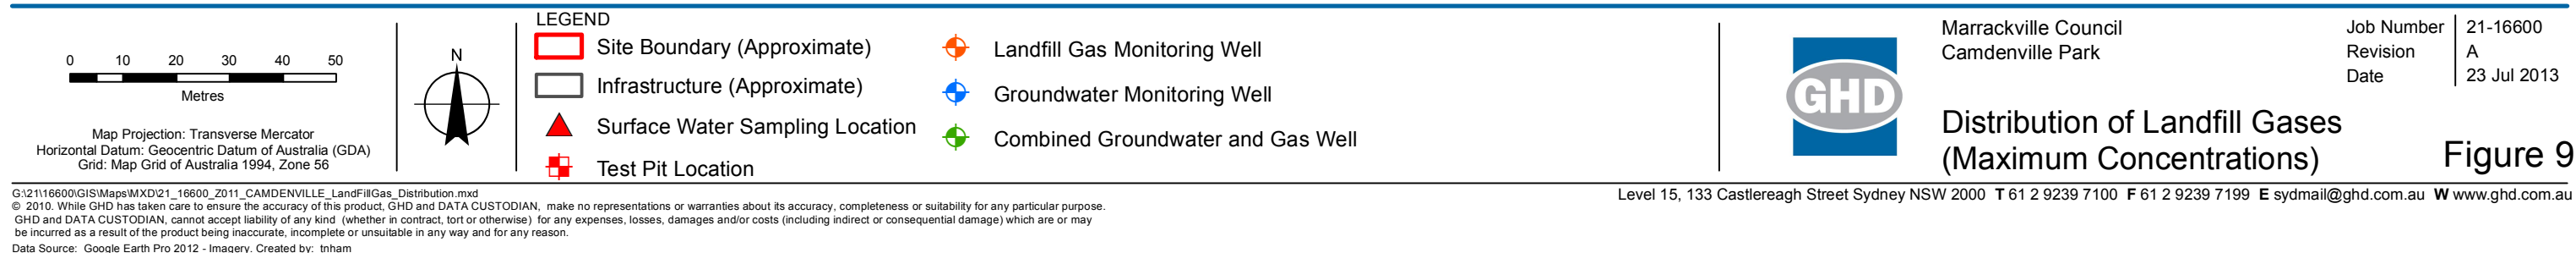 0 10 20 30 40 50
Metres
Map Projection: Transverse Mercator
Horizontal Datum: Geocentric Datum of Australia (GDA)
Grid: Map Grid of Australia 1994, Zone 56
N
LEGEND
Site Boundary (Approximate)
Infrastructure (Approximate)
Surface Water Sampling Location
Test Pit Location
Landfill Gas Monitoring Well
Groundwater Monitoring Well
Combined Groundwater and Gas Well
GHD
Marrackville Council
Camdenville Park
Job Number 21-16600
Revision A
Date 23 Jul 2013
Distribution of Landfill Gases
(Maximum Concentrations)
Figure 9
G:\21\16600\GIS\Maps\MXD\21_16600_Z011_CAMDENVILLE_LandFillGas_Distribution.mxd
Level 15, 133 Castlereagh Street Sydney NSW 2000 T 61 2 9239 7100 F 61 2 9239 7199 E sydmail@ghd.com.au W www.ghd.com.au
© 2010. While GHD has taken care to ensure the accuracy of this product, GHD and DATA CUSTODIAN, make no representations or warranties about its accuracy, completeness or suitability for any particular purpose.
GHD and DATA CUSTODIAN, cannot accept liability of any kind (whether in contract, tort or otherwise) for any expenses, losses, damages and/or costs (including indirect or consequential damage) which are or may
be incurred as a result of the product being inaccurate, incomplete or unsuitable in any way and for any reason.
Data Source: Google Earth Pro 2012 - Imagery. Created by: tnham